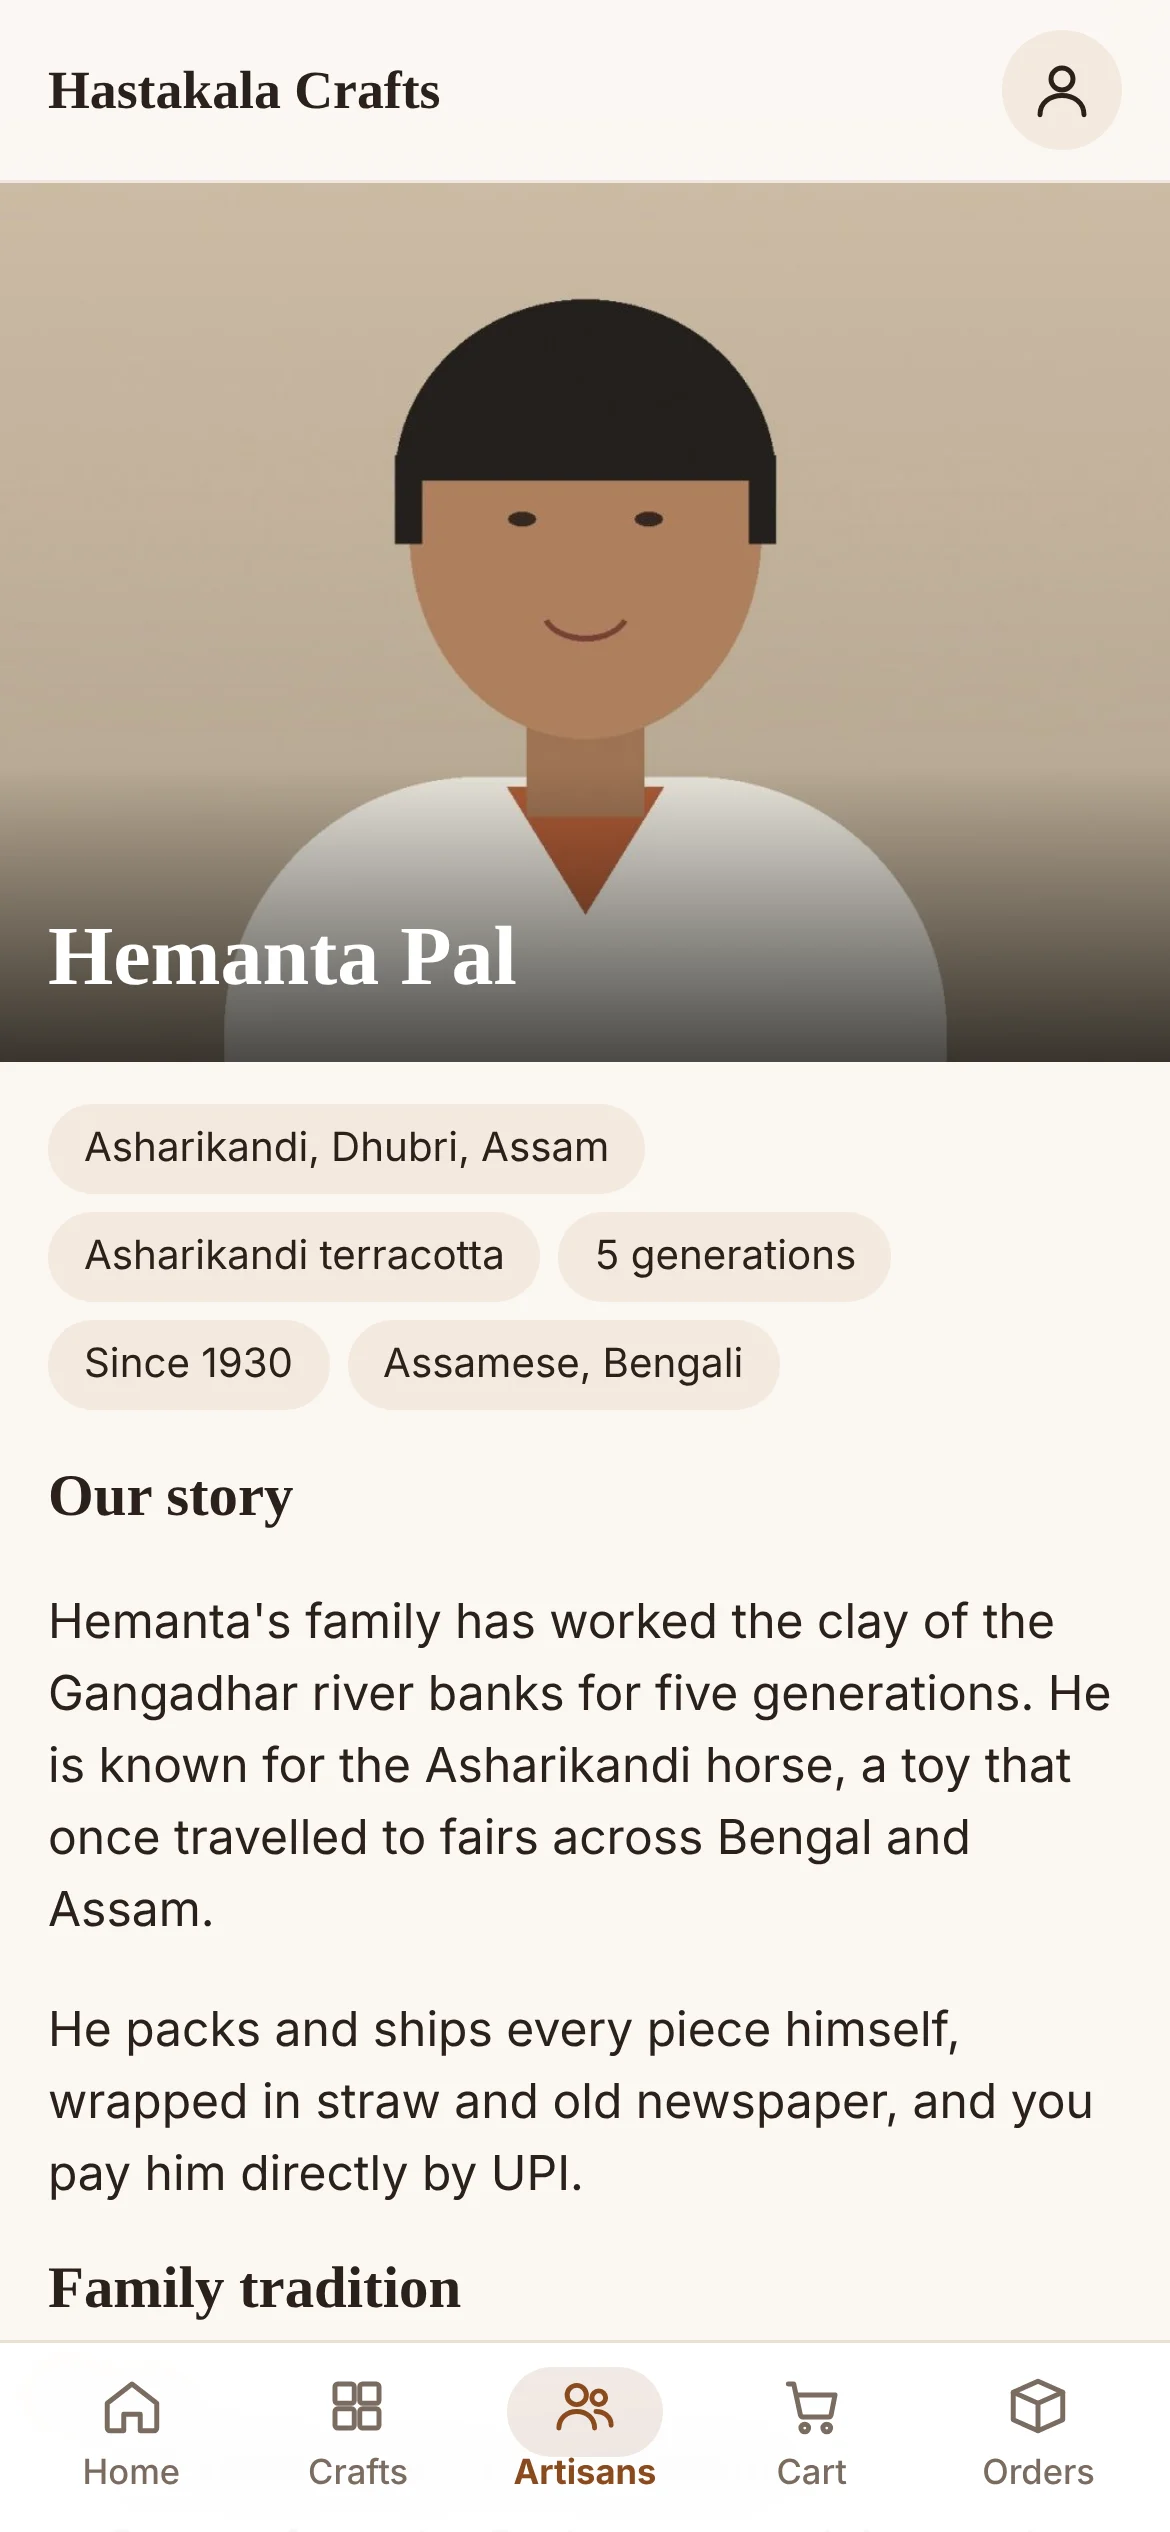 Hastakala Crafts
Hemanta Pal
Asharikandi, Dhubri, Assam
Asharikandi terracotta
5 generations
Since 1930
Assamese, Bengali
Our story
Hemanta's family has worked the clay of the
Gangadhar river banks for five generations. He
is known for the Asharikandi horse, a toy that
once travelled to fairs across Bengal and
Assam.
He packs and ships every piece himself,
wrapped in straw and old newspaper, and you
pay him directly by UPI.
Family tradition
Home
Crafts
Artisans
Cart
Orders